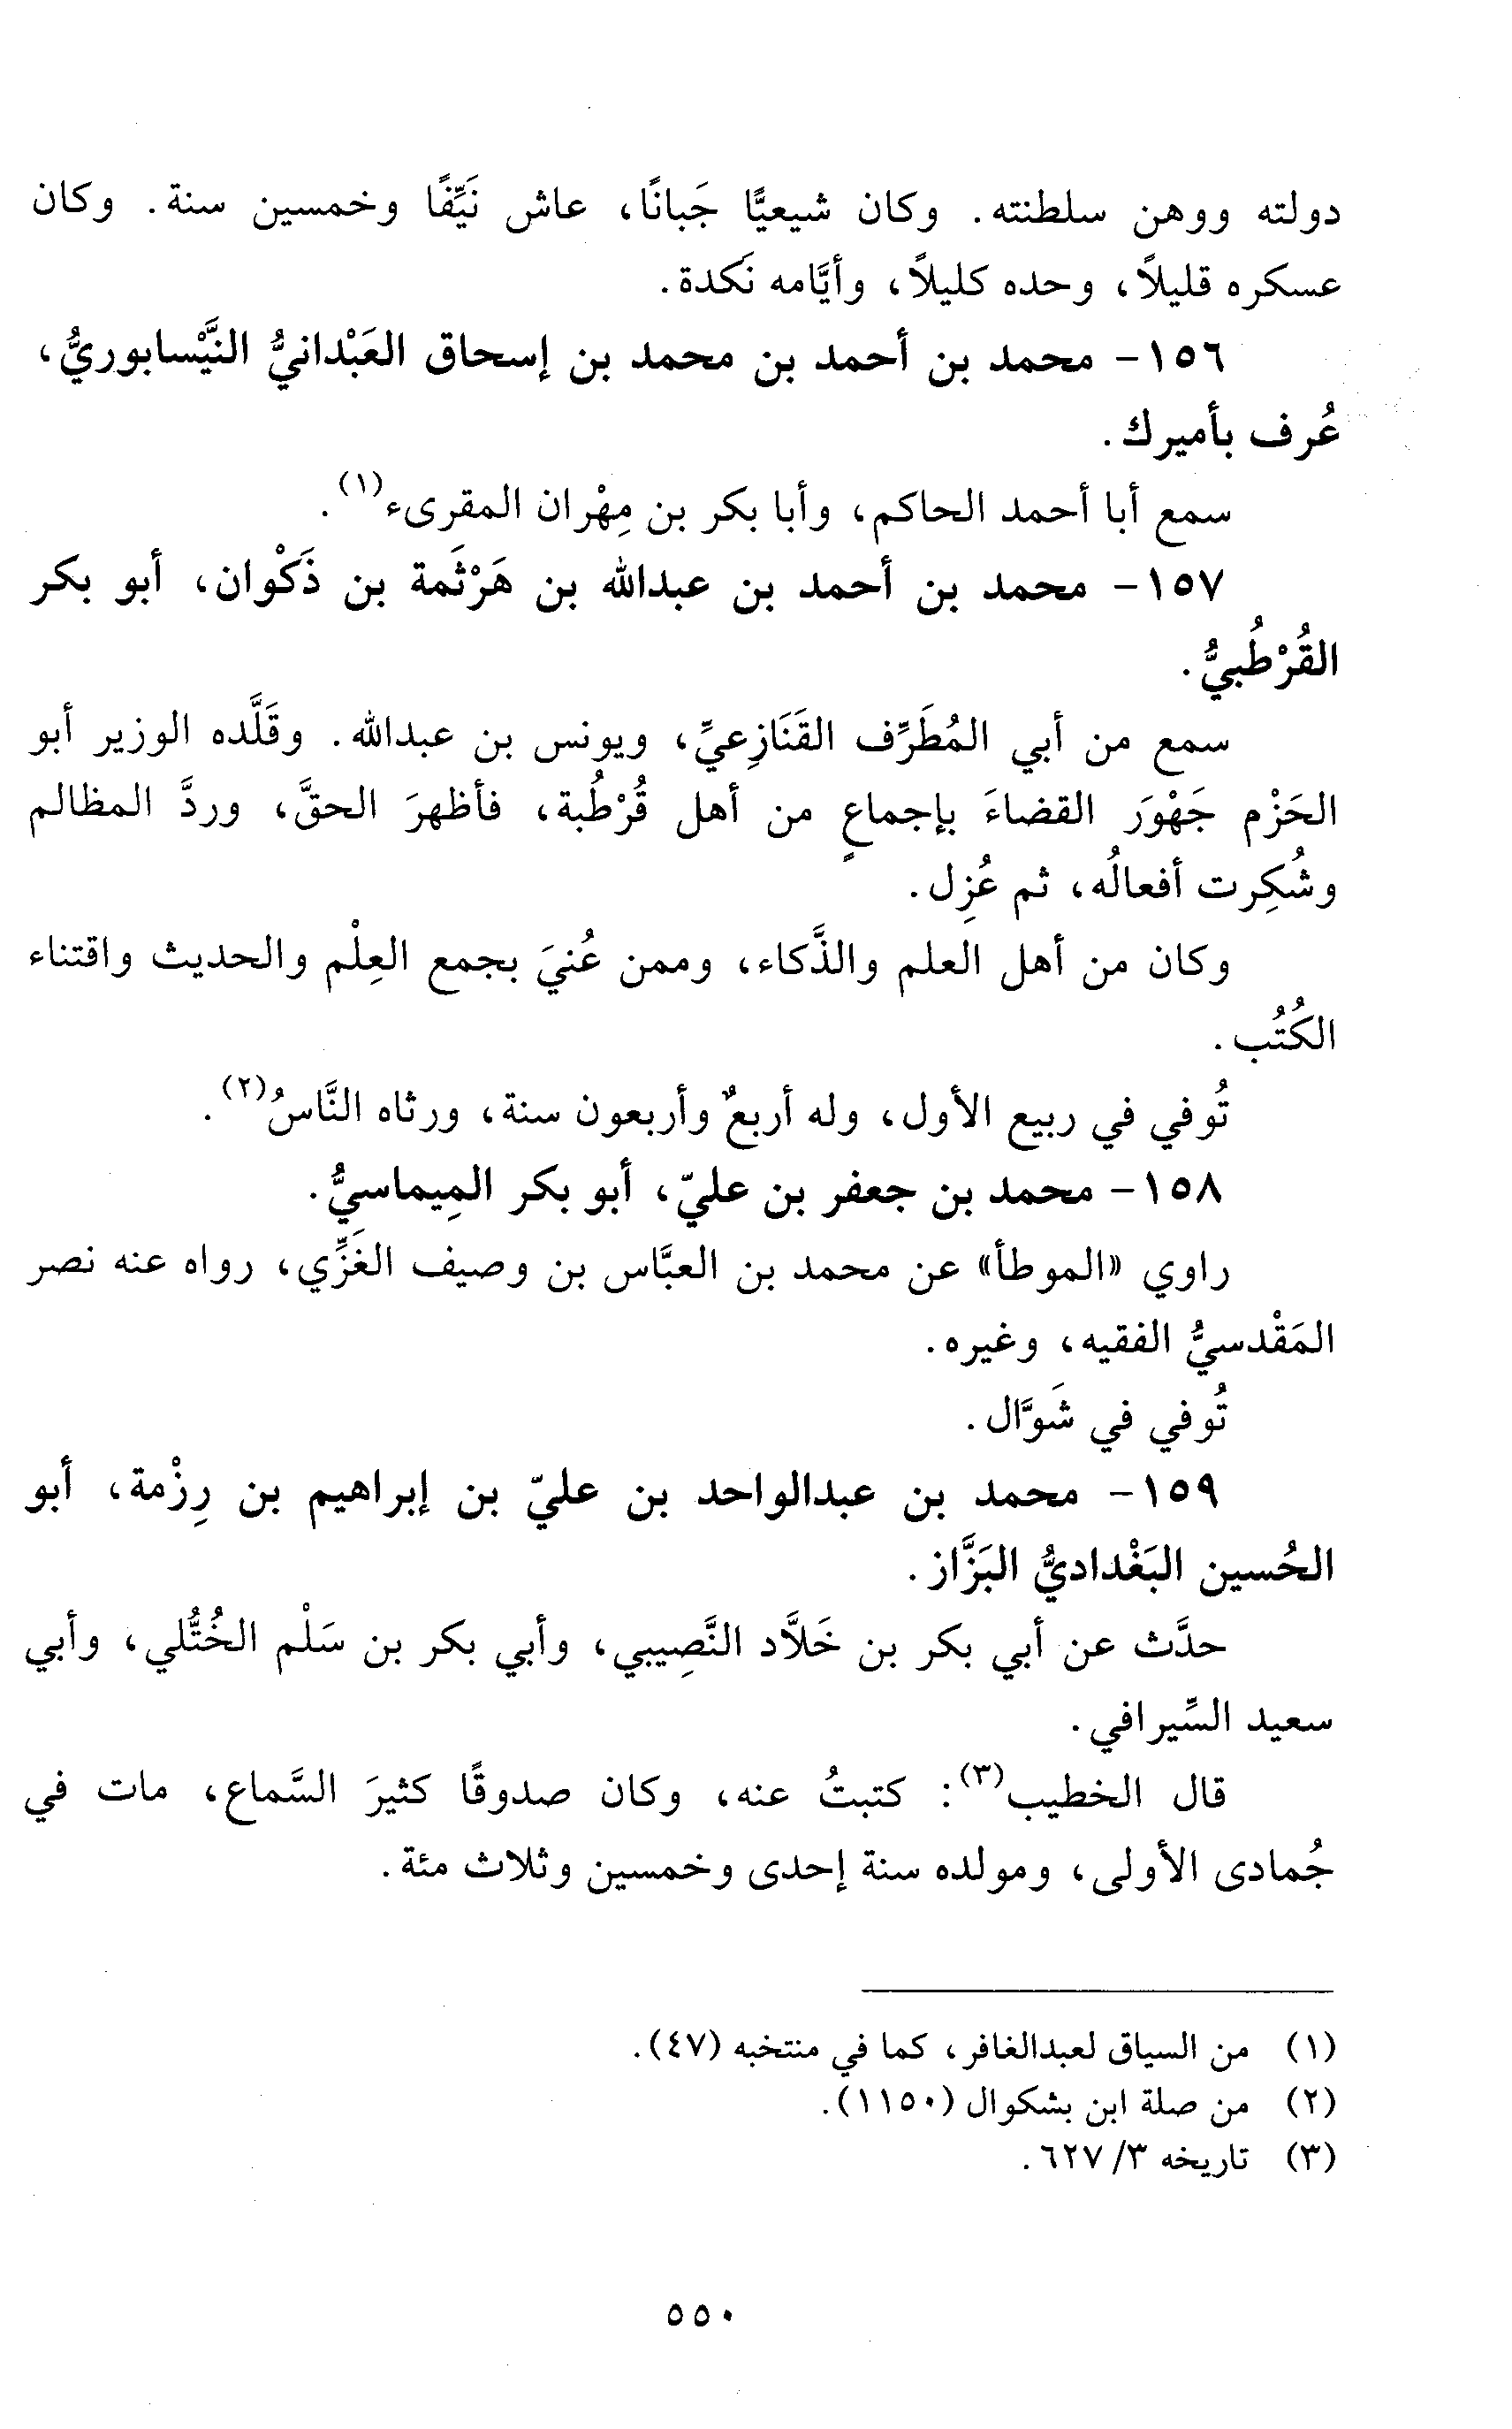 دولته ووهن سلطنته. وكان شيعيًّا جَبانًا، عاش نَيِّفًا وخمسين سنة. وكان
عسكره قليلاً، وحده كليلاً، وأيَّامه نَكدة.
١٥٦- محمد بن أحمد بن محمد بن إسحاق العَبْدانيُّ النَّيْسابوريُّ،
عُرف بأميرك.
سمع أبا أحمد الحاكم، وأبا بكر بن مِهْران المقرىء(١).
١٥٧- محمد بن أحمد بن عبدالله بن هَرْثَمة بن ذَكْوان، أبو بكر
القُرْطُبيُّ.
سمع من أبي المُطَرِّف القَنَازِعيِّ، ويونس بن عبدالله. وقَلَّده الوزير أبو
الحَزْم جَهْوَر القضاءَ بإجماعٍ من أهل قُرْطُبة، فأظهرَ الحقَّ، وردَّ المظالم
وشُكِرت أفعالُه، ثم عُزِل.
وكان من أهل العلم والذَّكاء، وممن عُنيَ بجمع العِلْم والحديث واقتناء
الكُتُب.
تُوفي في ربيع الأول، وله أربعٌ وأربعون سنة، ورثاه النَّاسُ(٢).
١٥٨- محمد بن جعفر بن عليّ، أبو بكر المِيماسيُّ.
راوي «الموطأ» عن محمد بن العبَّاس بن وصيف الغَزِّي، رواه عنه نصر
المَقْدسيُّ الفقيه، وغيره.
تُوفي في شَوَّال.
١٥٩- محمد بن عبدالواحد بن عليّ بن إبراهيم بن رِزْمة، أبو
الحُسين البَغْداديُّ البَزَّاز.
حدَّث عن أبي بكر بن خَلاَّد النَّصِيبي، وأبي بكر بن سَلْم الخُتُّلي، وأبي
سعيد السِّيرافي.
قال الخطيب(٣): كتبتُ عنه، وكان صدوقًا كثيرَ السَّماع، مات في
جُمادى الأولى، ومولده سنة إحدى وخمسين وثلاث مئة.
(١) من السياق لعبدالغافر، كما في منتخبه (٤٧).
(٢) من صلة ابن بشكوال (١١٥٠).
(٣) تاريخه ٣/ ٦٢٧.
٥٥٠